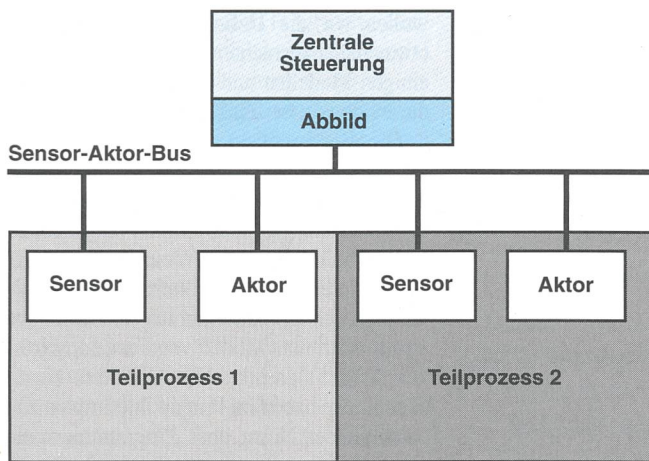 Zentrale
Steuerung
Abbild
Sensor-Aktor-Bus
Sensor
Aktor
Sensor
Aktor
Teilprozess 1
Teilprozess 2